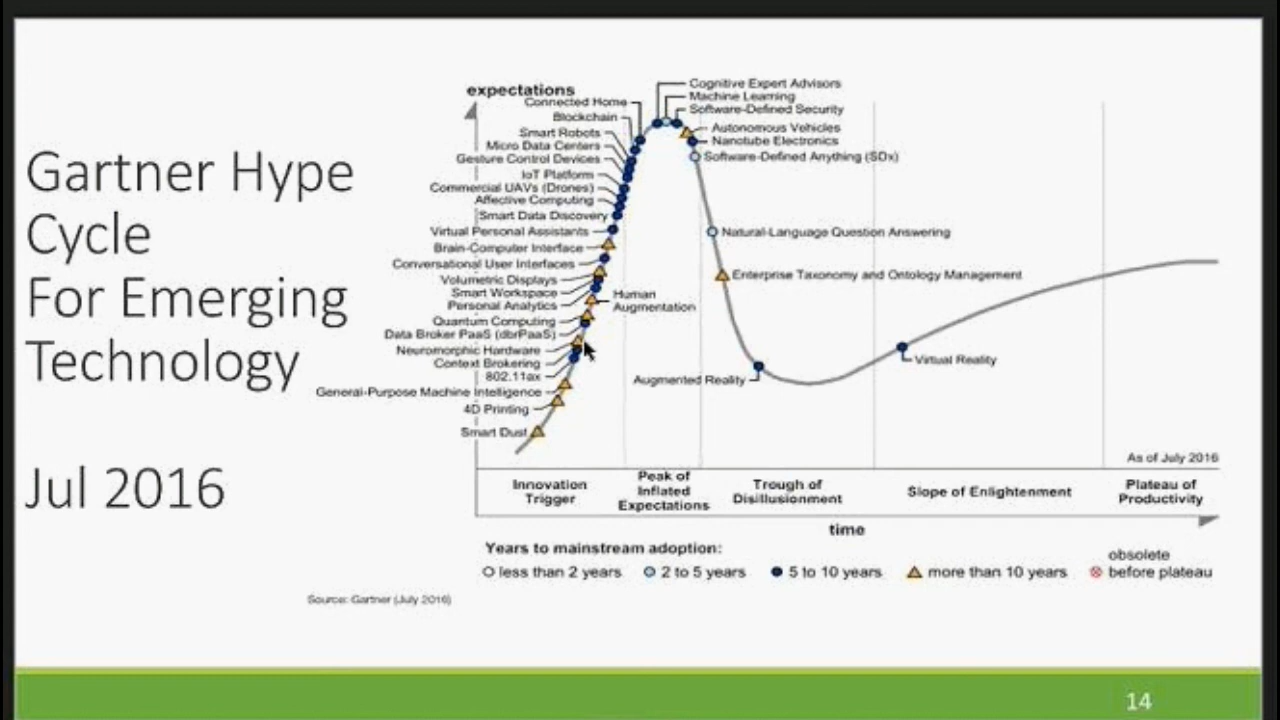 Gartner Hype
Cycle
For Emerging
Technology
Jul 2016
expectations
Connected Home
Blockchain
Smart Robots
Micro Data Centers
Gesture Control Devices
IoT Platform
Commercial UAVs (Drones)
Affective Computing
Smart Data Discovery
Virtual Personal Assistants
Brain-Computer Interface
Conversational User Interfaces
Volumetric Displays
Smart Workspace
Personal Analytics
Quantum Computing
Data Broker PaaS (dbrPaaS)
Neuromorphic Hardware
Context Brokering
802.11ax
General-Purpose Machine Intelligence
4D Printing
Smart Dust
Human
Augmentation
Cognitive Expert Advisors
Machine Learning
Software-Defined Security
Autonomous Vehicles
Nanotube Electronics
Software-Defined Anything (SDx)
Natural-Language Question Answering
Enterprise Taxonomy and Ontology Management
Augmented Reality
Virtual Reality
As of July 2016
Innovation
Trigger
Peak of
Inflated
Expectations
Trough of
Disillusionment
Slope of Enlightenment
Plateau of
Productivity
time
Years to mainstream adoption:
less than 2 years
2 to 5 years
5 to 10 years
more than 10 years
obsolete
before plateau
Source: Gartner (July 2016)
14